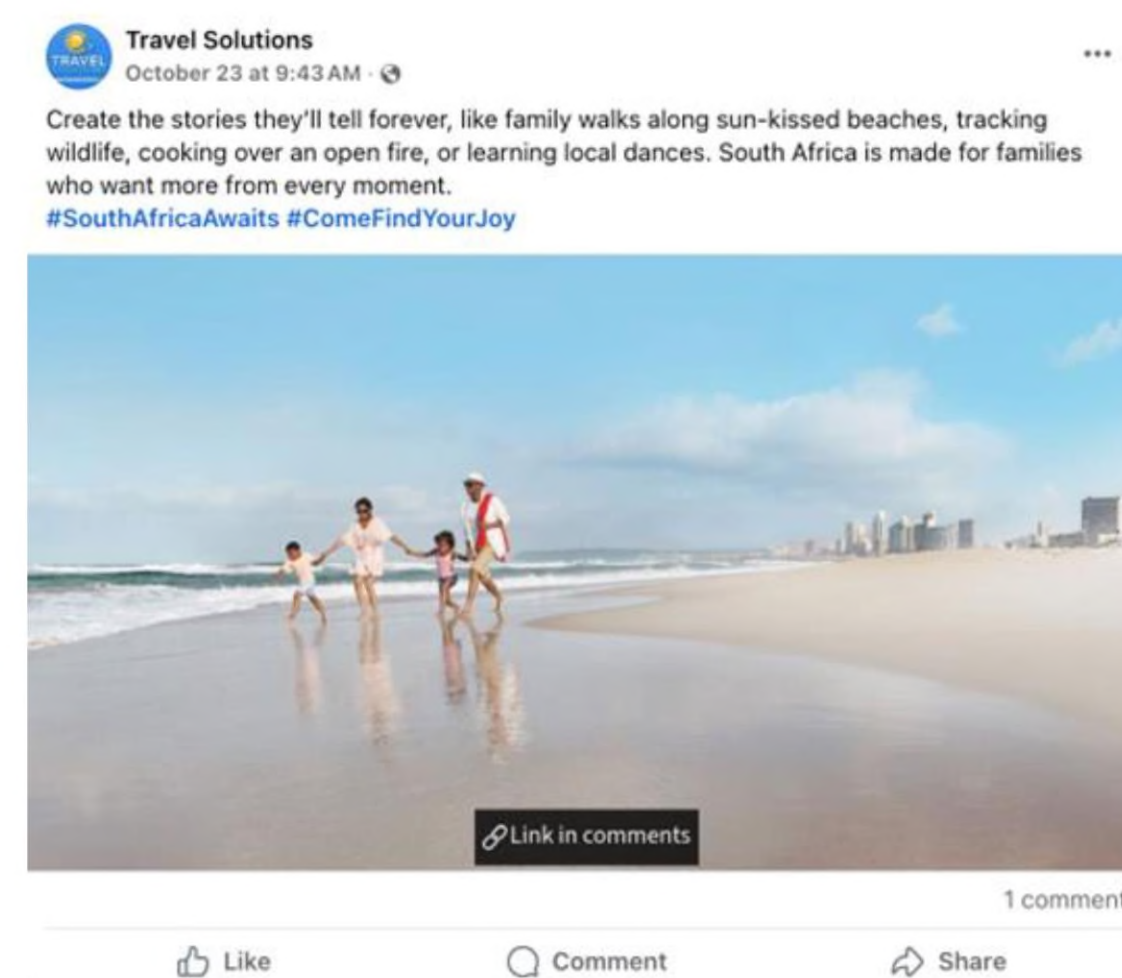 Travel Solutions
TRAVEL
October 23 at 9:43 AM ·
Create the stories they'll tell forever, like family walks along sun-kissed beaches, tracking
wildlife, cooking over an open fire, or learning local dances. South Africa is made for families
who want more from every moment.
#SouthAfricaAwaits #ComeFindYourJoy
Link in comments
1 comment
Like
Comment
Share